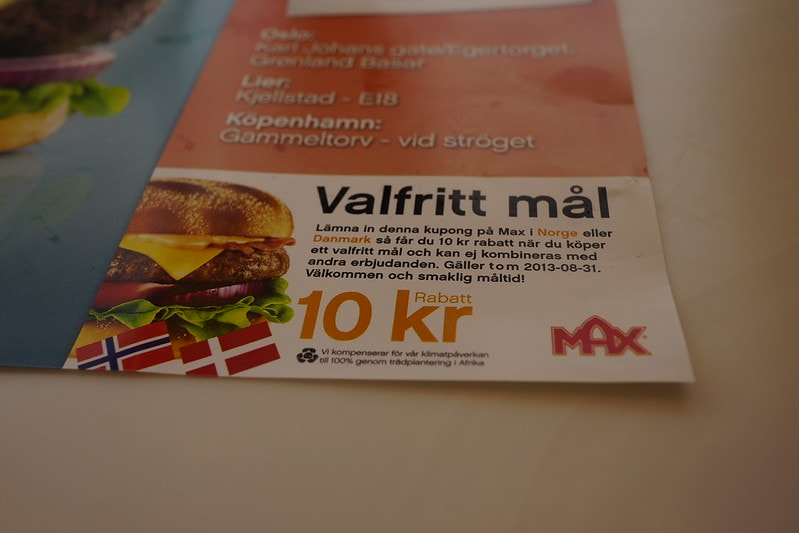 Oslo:
Karl Johans gate/Egertorget,
Grønland Basar
Lier:
Kjellstad - E18
Köpenhamn:
Gammeltorv - vid ströget
Valfritt mål
Lämna in denna kupong på Max i Norge eller
Danmark så får du 10 kr rabatt när du köper
ett valfritt mål och kan ej kombineras med
andra erbjudanden. Gäller t o m 2013-08-31.
Välkommen och smaklig måltid!
Rabatt
10 kr
Vi kompenserar för vår klimatpåverkan
till 100% genom trädplantering i Afrika
MAX